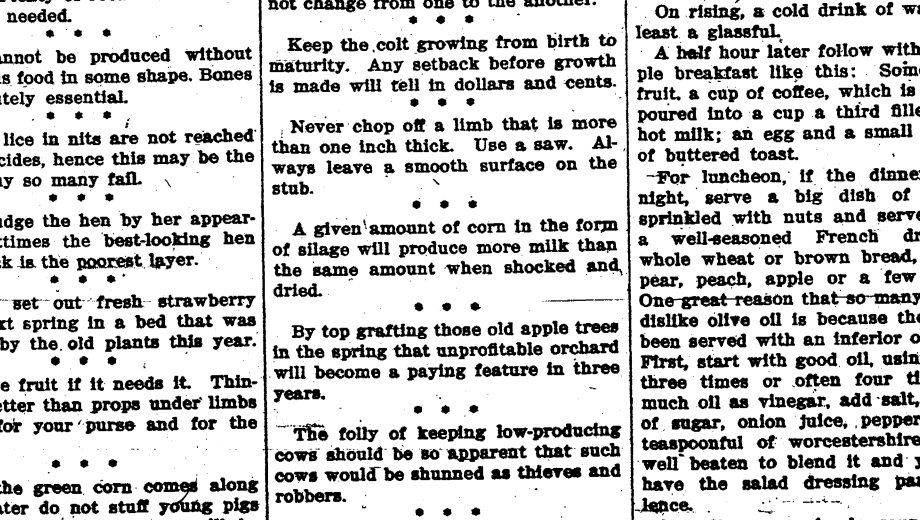 needed.
* * *
annot be produced without
s food in some shape. Bones
utely essential.
* * *
lice in nits are not reached
cides, hence this may be the
y so many fail.
* * *
udge the hen by her appear-
times the best-looking hen
k is the poorest layer.
* * *
set out fresh strawberry
xt spring in a bed that was
by the old plants this year.
* * *
e fruit if it needs it. Thin-
etter than props under limbs
for your purse and for the
* * *
the green corn comes along
ater do not stuff young pigs
not change from one to the another.
* * *
Keep the colt growing from birth to
maturity. Any setback before growth
is made will tell in dollars and cents.
* * *
Never chop off a limb that is more
than one inch thick. Use a saw. Al-
ways leave a smooth surface on the
stub.
* * *
A given amount of corn in the form
of silage will produce more milk than
the same amount when shocked and
dried.
* * *
By top grafting those old apple trees
in the spring that unprofitable orchard
will become a paying feature in three
years.
* * *
The folly of keeping low-producing
cows should be so apparent that such
cows would be shunned as thieves and
robbers.
* * *
On rising, a cold drink of wa
least a glassful.
A half hour later follow with
ple breakfast like this: Some
fruit, a cup of coffee, which is
poured into a cup a third fille
hot milk; an egg and a small
of buttered toast.
For luncheon, if the dinne
night, serve a big dish of
sprinkled with nuts and serve
a well-seasoned French dr
whole wheat or brown bread,
pear, peach, apple or a few
One great reason that so many
dislike olive oil is because the
been served with an inferior o
First, start with good oil, usin
three times or often four ti
much oil as vinegar, add salt,
of sugar, onion juice, pepper
teaspoonful of worcestershire
well beaten to blend it and y
have the salad dressing par
lence.